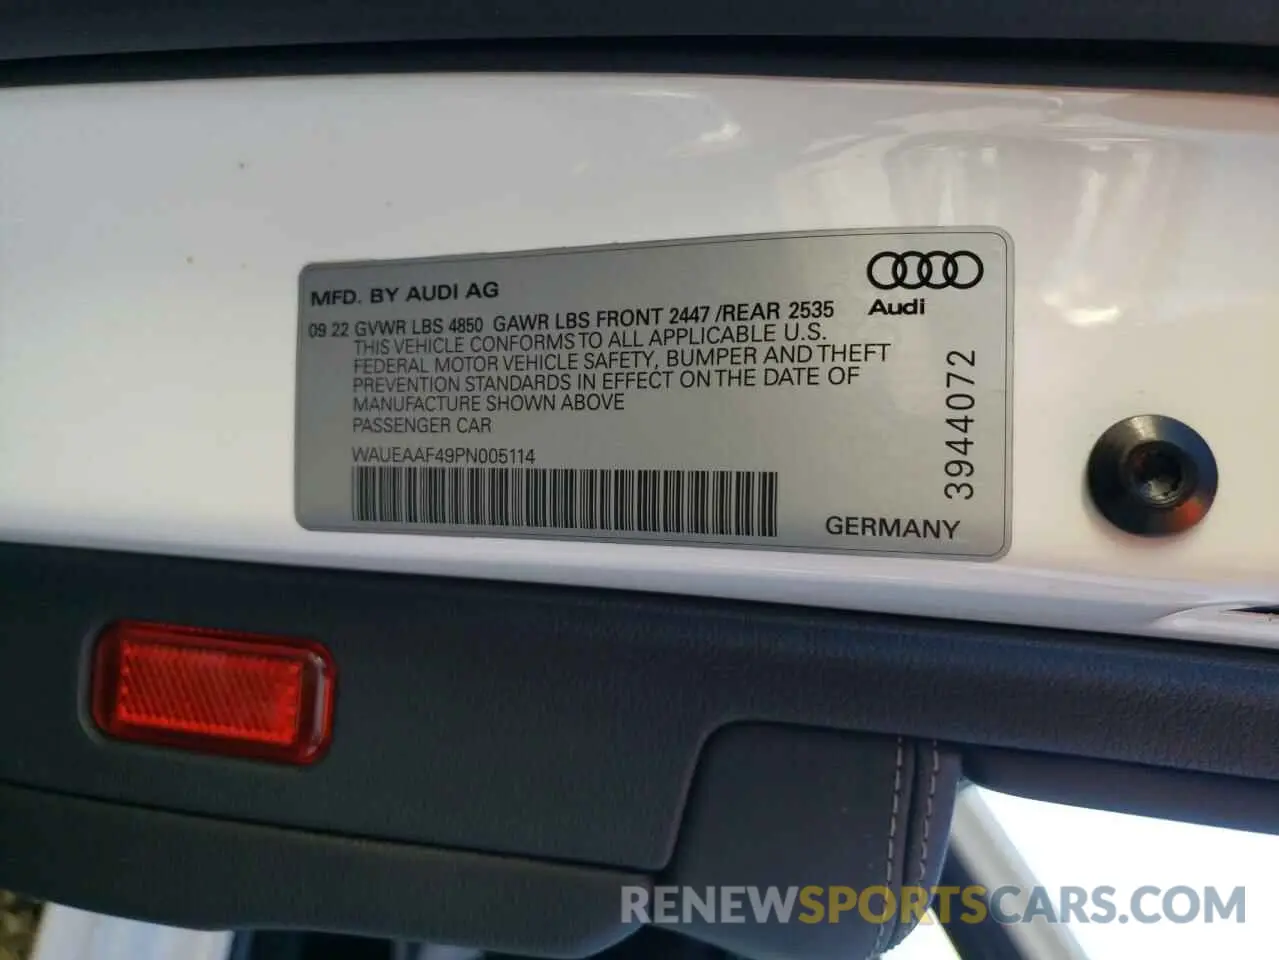 MFD. BY AUDI AG
Audi
09 22 GVWR LBS 4850 GAWR LBS FRONT 2447 /REAR 2535
THIS VEHICLE CONFORMS TO ALL APPLICABLE U.S.
FEDERAL MOTOR VEHICLE SAFETY, BUMPER AND THEFT
PREVENTION STANDARDS IN EFFECT ON THE DATE OF
MANUFACTURE SHOWN ABOVE
PASSENGER CAR
WAUEAAF49PN005114
3944072
GERMANY
RENEWSPORTSCARS.COM